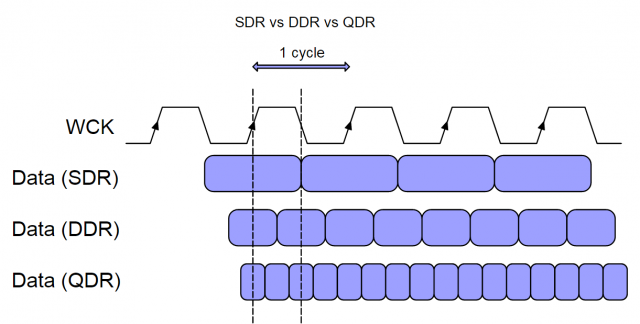 SDR vs DDR vs QDR
1 cycle
WCK
Data (SDR)
Data (DDR)
Data (QDR)